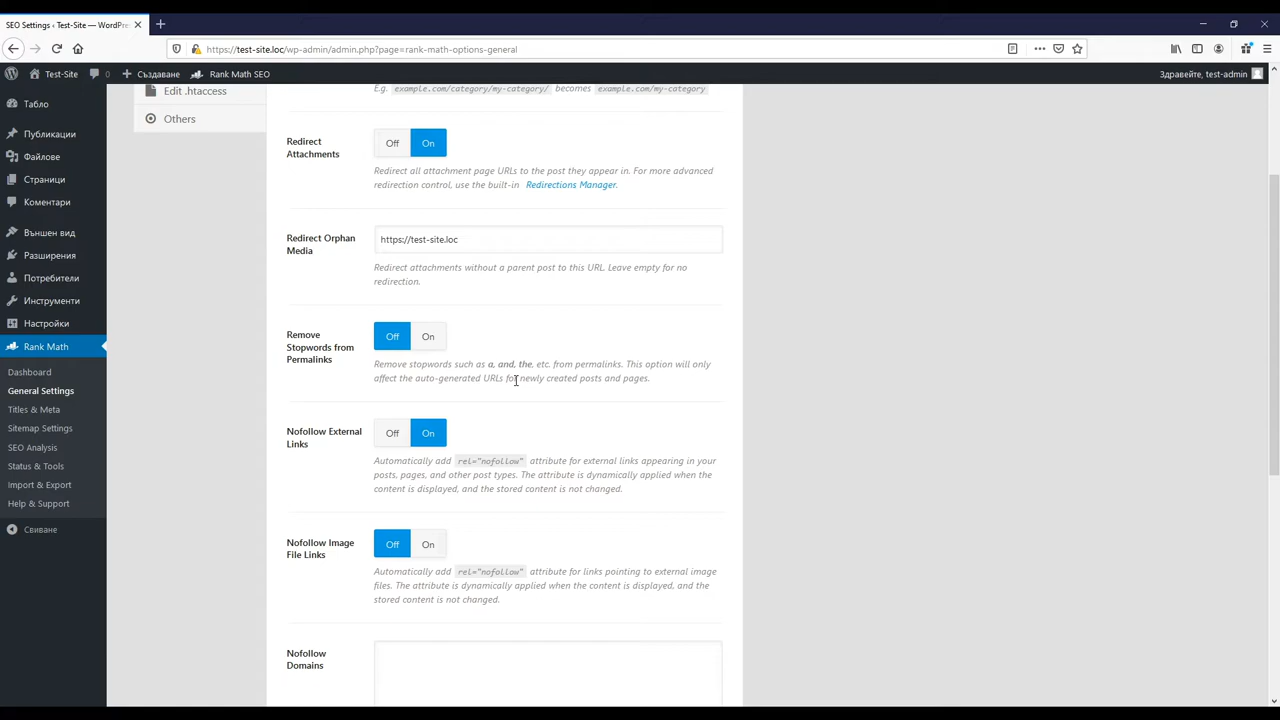 SEO Settings ‹ Test-Site — WordPre
https://test-site.loc/wp-admin/admin.php?page=rank-math-options-general
Test-Site
0
Създаване
Rank Math SEO
Здравейте, test-admin
Табло
Публикации
Файлове
Страници
Коментари
Външен вид
Разширения
Потребители
Инструменти
Настройки
Rank Math
Dashboard
General Settings
Titles & Meta
Sitemap Settings
SEO Analysis
Status & Tools
Import & Export
Help & Support
Свиване
Edit .htaccess
Others
E.g. example.com/category/my-category/ becomes example.com/my-category
Redirect
Attachments
Off On
Redirect all attachment page URLs to the post they appear in. For more advanced
redirection control, use the built-in Redirections Manager.
Redirect Orphan
Media
https://test-site.loc
Redirect attachments without a parent post to this URL. Leave empty for no
redirection.
Remove
Stopwords from
Permalinks
Off On
Remove stopwords such as a, and, the, etc. from permalinks. This option will only
affect the auto-generated URLs for newly created posts and pages.
Nofollow External
Links
Off On
Automatically add rel="nofollow" attribute for external links appearing in your
posts, pages, and other post types. The attribute is dynamically applied when the
content is displayed, and the stored content is not changed.
Nofollow Image
File Links
Off On
Automatically add rel="nofollow" attribute for links pointing to external image
files. The attribute is dynamically applied when the content is displayed, and the
stored content is not changed.
Nofollow
Domains